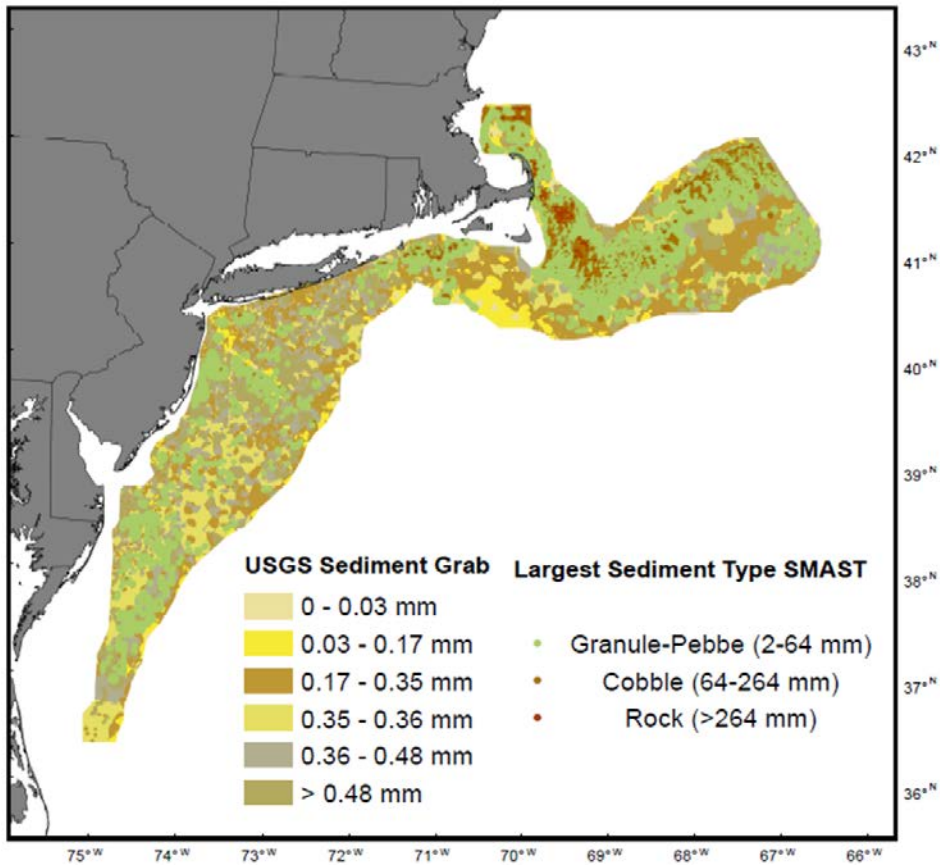 43°N
42°N
41°N
40°N
39°N
38°N
37°N
36°N
USGS Sediment Grab
0 - 0.03 mm
0.03 - 0.17 mm
0.17 - 0.35 mm
0.35 - 0.36 mm
0.36 - 0.48 mm
> 0.48 mm
Largest Sediment Type SMAST
Granule-Pebbe (2-64 mm)
Cobble (64-264 mm)
Rock (>264 mm)
75°W 74°W 73°W 72°W 71°W 70°W 69°W 68°W 67°W 66°W